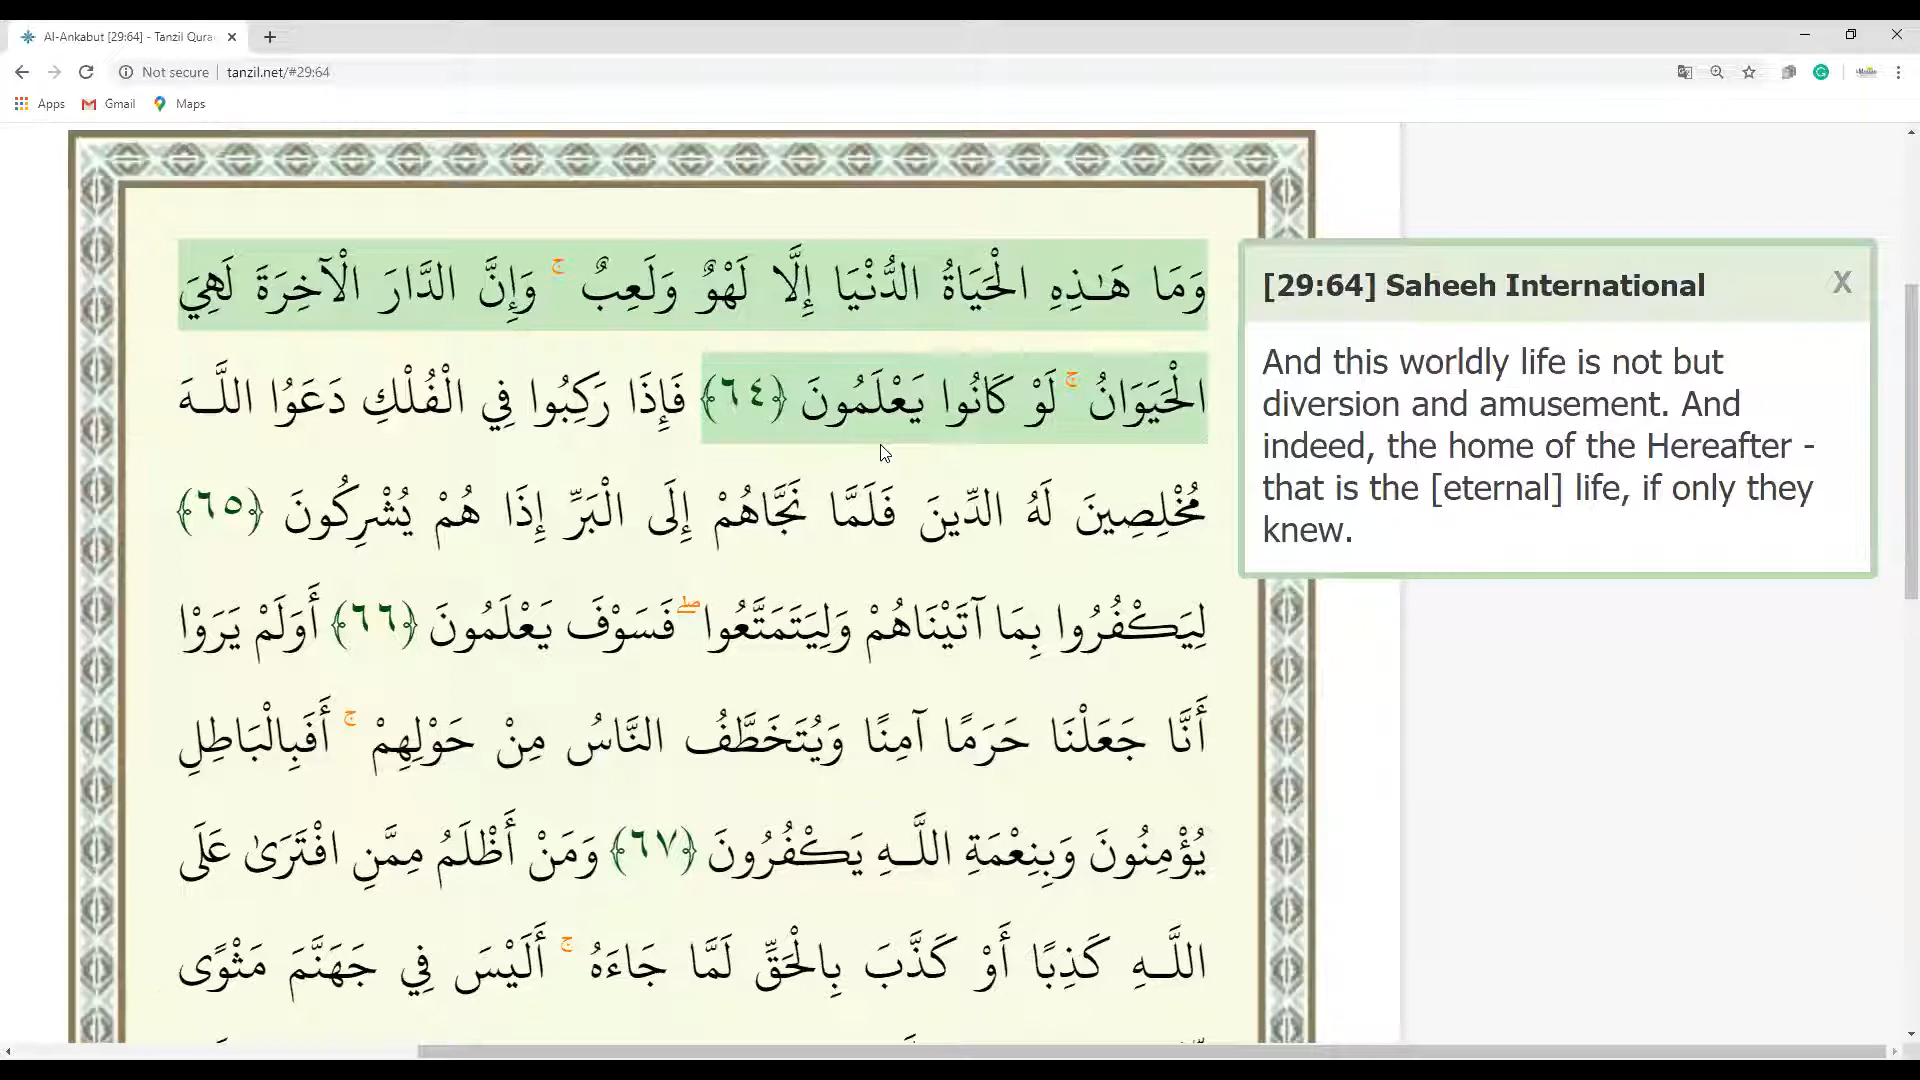 Al-Ankabut [29:64] - Tanzil Qura
Not secure
tanzil.net/#29:64
Apps
Gmail
Maps
وَمَا هَـٰذِهِ الْحَيَاةُ الدُّنْيَا إِلَّا لَهْوٌ وَلَعِبٌ ۚ وَإِنَّ الدَّارَ الْآخِرَةَ لَهِيَ
الْحَيَوَانُ ۚ لَوْ كَانُوا يَعْلَمُونَ ﴿٦٤﴾ فَإِذَا رَكِبُوا فِي الْفُلْكِ دَعَوُا اللَّـهَ
مُخْلِصِينَ لَهُ الدِّينَ فَلَمَّا نَجَّاهُمْ إِلَى الْبَرِّ إِذَا هُمْ يُشْرِكُونَ ﴿٦٥﴾
لِيَكْفُرُوا بِمَا آتَيْنَاهُمْ وَلِيَتَمَتَّعُوا ۖ فَسَوْفَ يَعْلَمُونَ ﴿٦٦﴾ أَوَلَمْ يَرَوْا
أَنَّا جَعَلْنَا حَرَمًا آمِنًا وَيُتَخَطَّفُ النَّاسُ مِنْ حَوْلِهِمْ ۚ أَفَبِالْبَاطِلِ
يُؤْمِنُونَ وَبِنِعْمَةِ اللَّـهِ يَكْفُرُونَ ﴿٦٧﴾ وَمَنْ أَظْلَمُ مِمَّنِ افْتَرَىٰ عَلَى
اللَّـهِ كَذِبًا أَوْ كَذَّبَ بِالْحَقِّ لَمَّا جَاءَهُ ۚ أَلَيْسَ فِي جَهَنَّمَ مَثْوًى
[29:64] Saheeh International
X
And this worldly life is not but
diversion and amusement. And
indeed, the home of the Hereafter -
that is the [eternal] life, if only they
knew.